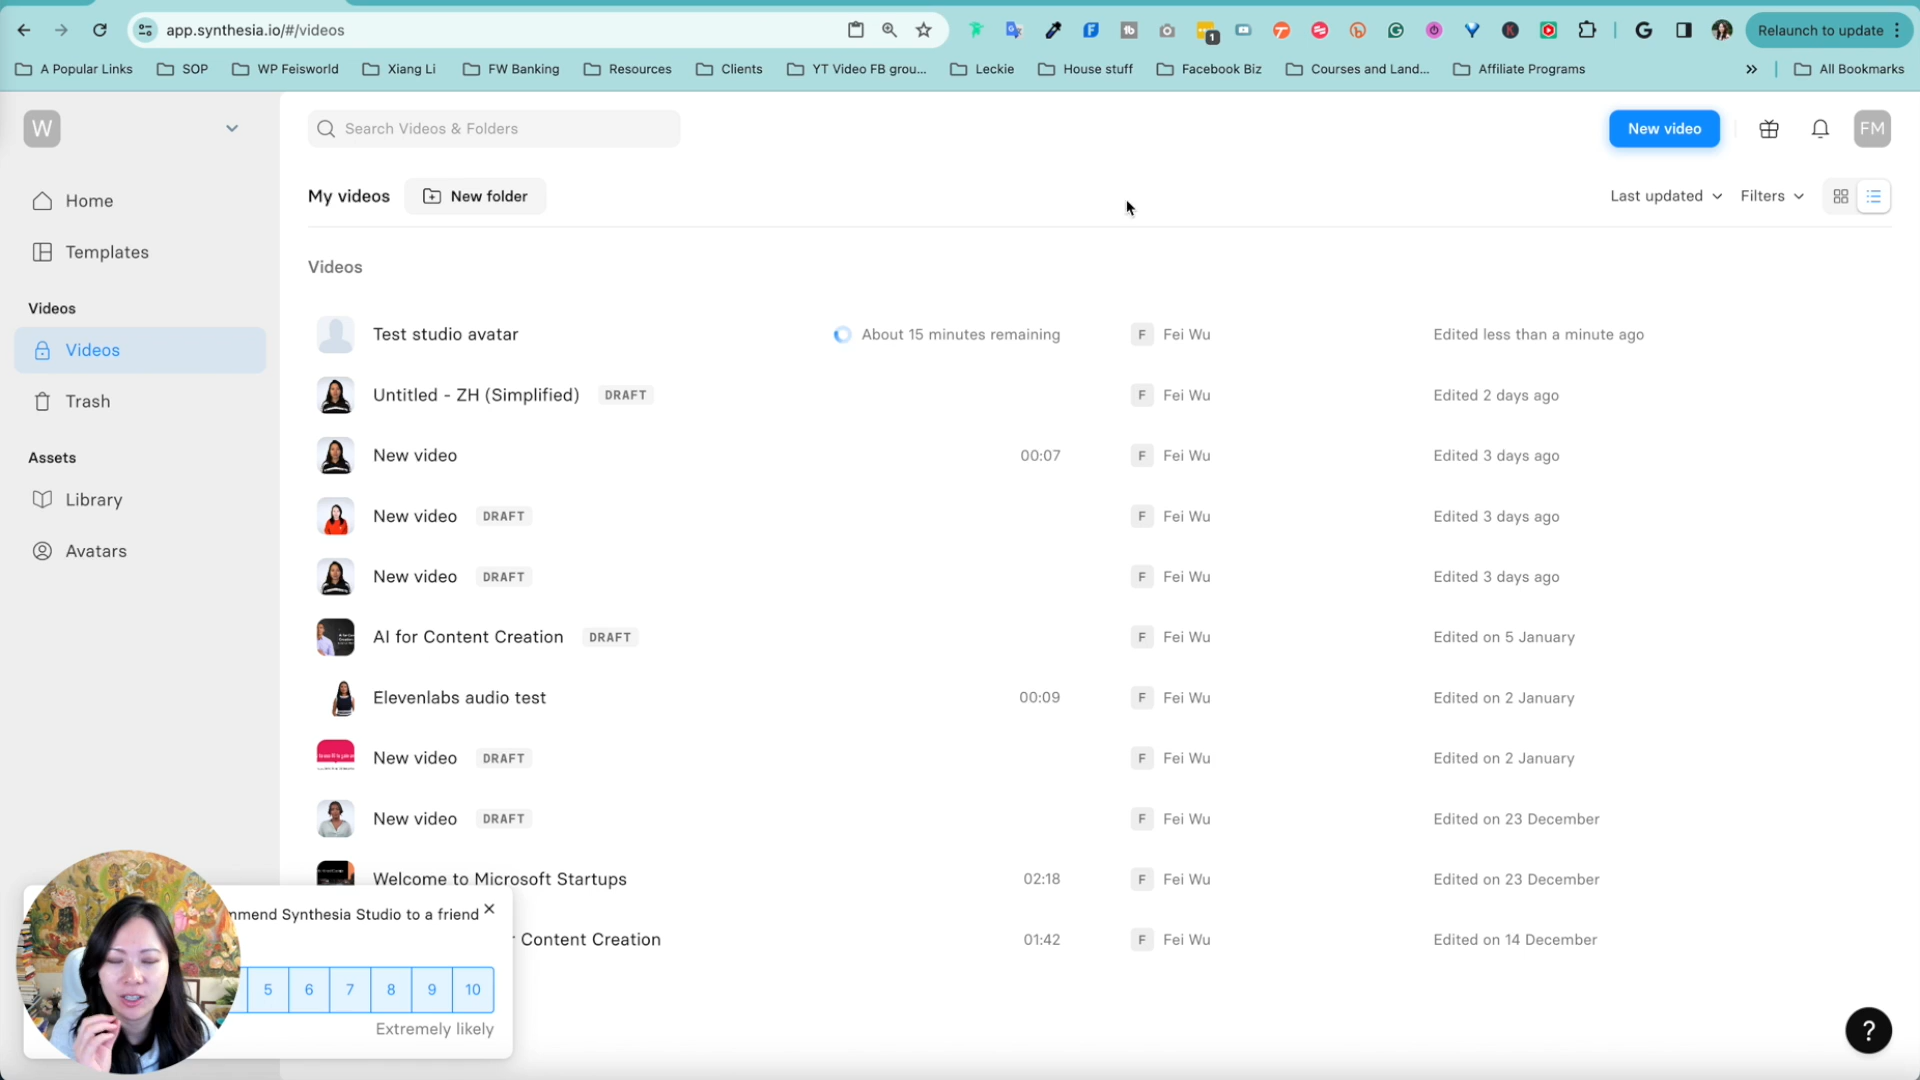 app.synthesia.io/#/videos
1
Relaunch to update
A Popular Links
SOP
WP Feisworld
Xiang Li
FW Banking
Resources
Clients
YT Video FB grou...
Leckie
House stuff
Facebook Biz
Courses and Land...
Affiliate Programs
All Bookmarks
W
Search Videos & Folders
New video
FM
Home
Templates
Videos
Videos
Trash
Assets
Library
Avatars
My videos
New folder
Last updated
Filters
Videos
Test studio avatar
About 15 minutes remaining
F Fei Wu
Edited less than a minute ago
Untitled - ZH (Simplified) DRAFT
F Fei Wu
Edited 2 days ago
New video
00:07
F Fei Wu
Edited 3 days ago
New video DRAFT
F Fei Wu
Edited 3 days ago
New video DRAFT
F Fei Wu
Edited 3 days ago
AI for Content Creation DRAFT
F Fei Wu
Edited on 5 January
Elevenlabs audio test
00:09
F Fei Wu
Edited on 2 January
New video DRAFT
F Fei Wu
Edited on 2 January
New video DRAFT
F Fei Wu
Edited on 23 December
Welcome to Microsoft Startups
02:18
F Fei Wu
Edited on 23 December
Content Creation
01:42
F Fei Wu
Edited on 14 December
mmend Synthesia Studio to a friend
5 6 7 8 9 10
Extremely likely
?